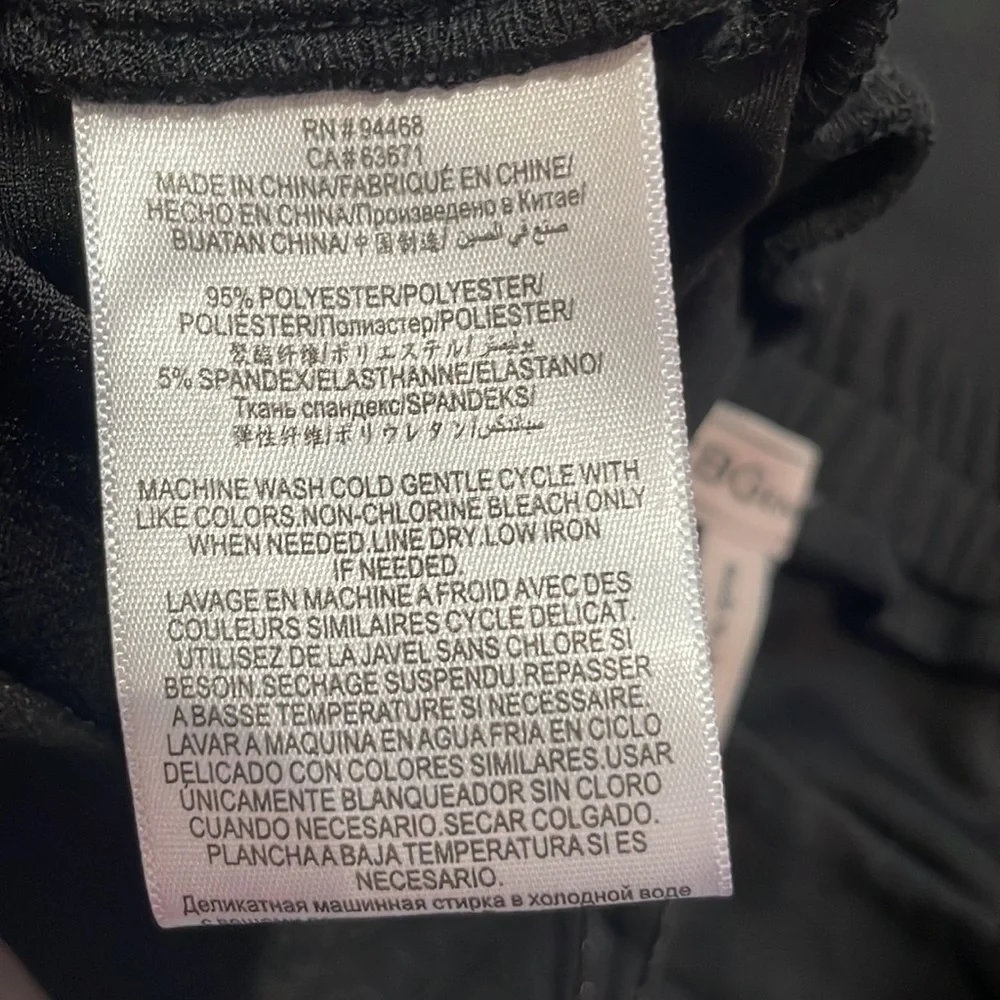 RN # 94468
CA# 63671
MADE IN CHINA/FABRIQUÉ EN CHINE/
HECHO EN CHINA/Произведено в Китае/
BUATAN CHINA/中国制造/ صنع في الصين
95% POLYESTER/POLYESTER/
POLIÉSTER/Полиэстер/POLIESTER/
聚酯纤维/ポリエステル/
5% SPANDEX/ELASTHANNE/ELASTANO/
Ткань спандекс/SPANDEKS/
弹性纤维/ポリウレタン/سباندكس
MACHINE WASH COLD GENTLE CYCLE WITH
LIKE COLORS.NON-CHLORINE BLEACH ONLY
WHEN NEEDED.LINE DRY.LOW IRON
IF NEEDED.
LAVAGE EN MACHINE A FROID AVEC DES
COULEURS SIMILAIRES CYCLE DELICAT.
UTILISEZ DE LA JAVEL SANS CHLORE SI
BESOIN.SECHAGE SUSPENDU.REPASSER
A BASSE TEMPERATURE SI NECESSAIRE.
LAVAR A MAQUINA EN AGUA FRIA EN CICLO
DELICADO CON COLORES SIMILARES.USAR
ÚNICAMENTE BLANQUEADOR SIN CLORO
CUANDO NECESARIO.SECAR COLGADO.
PLANCHA A BAJA TEMPERATURA SI ES
NECESARIO.
Деликатная машинная стирка в холодной воде